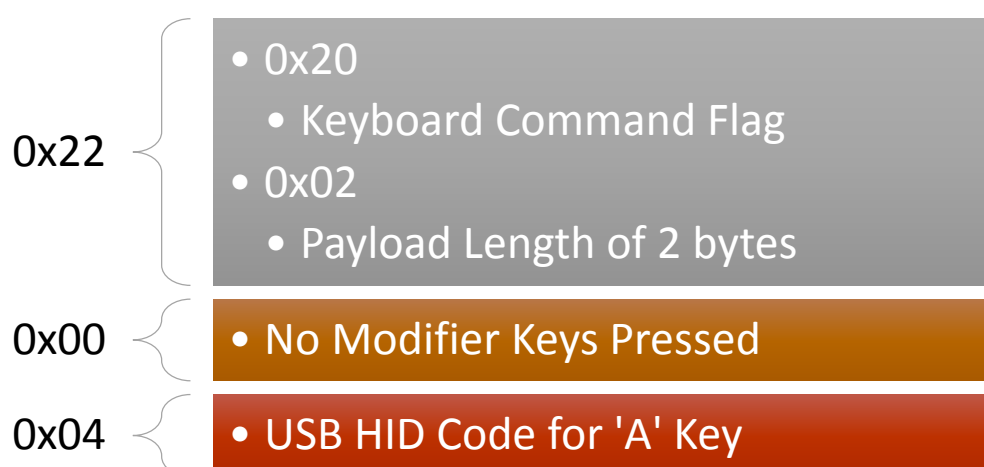 0x22
• 0x20
• Keyboard Command Flag
• 0x02
• Payload Length of 2 bytes
0x00
• No Modifier Keys Pressed
0x04
• USB HID Code for 'A' Key